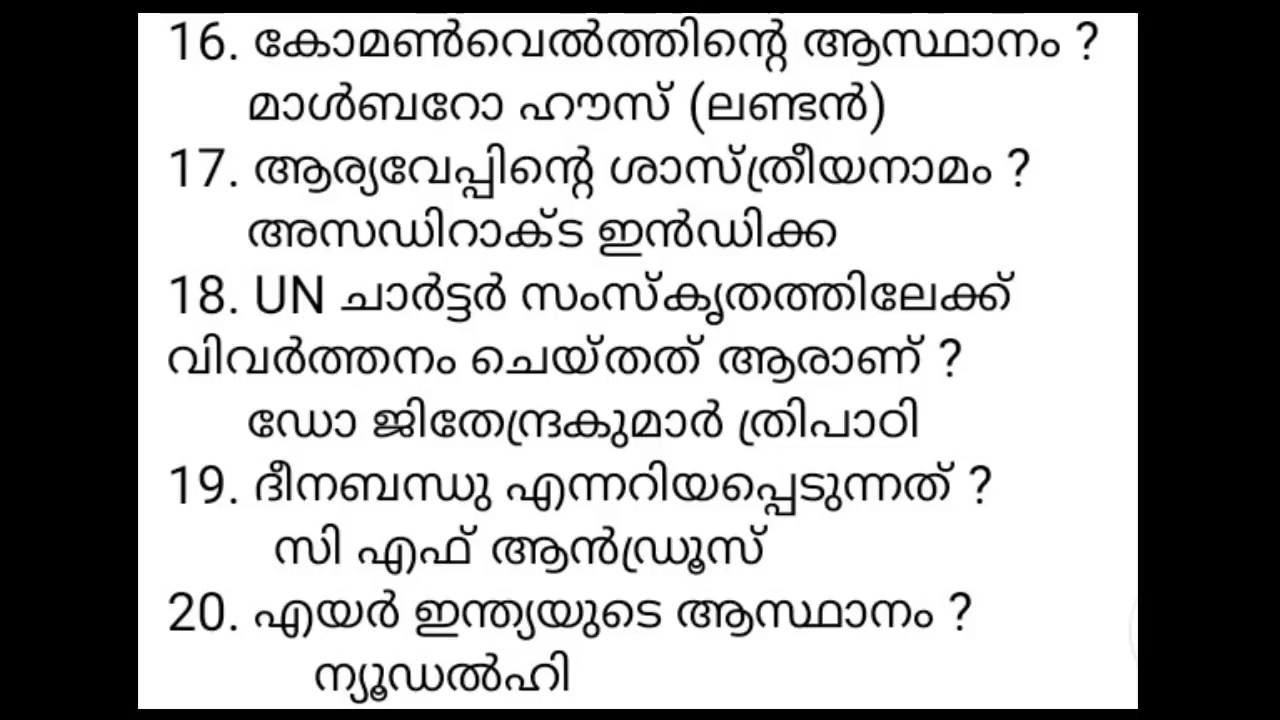 16. കോമൺവെൽത്തിന്റെ ആസ്ഥാനം ?
മാൾബറോ ഹൗസ് (ലണ്ടൻ)
17. ആര്യവേപ്പിന്റെ ശാസ്ത്രീയനാമം ?
അസഡിറാക്ട ഇൻഡിക്ക
18. UN ചാർട്ടർ സംസ്കൃതത്തിലേക്ക്
വിവർത്തനം ചെയ്തത് ആരാണ് ?
ഡോ ജിതേന്ദ്രകുമാർ ത്രിപാഠി
19. ദീനബന്ധു എന്നറിയപ്പെടുന്നത് ?
സി എഫ് ആൻഡ്രൂസ്
20. എയർ ഇന്ത്യയുടെ ആസ്ഥാനം ?
ന്യൂഡൽഹി